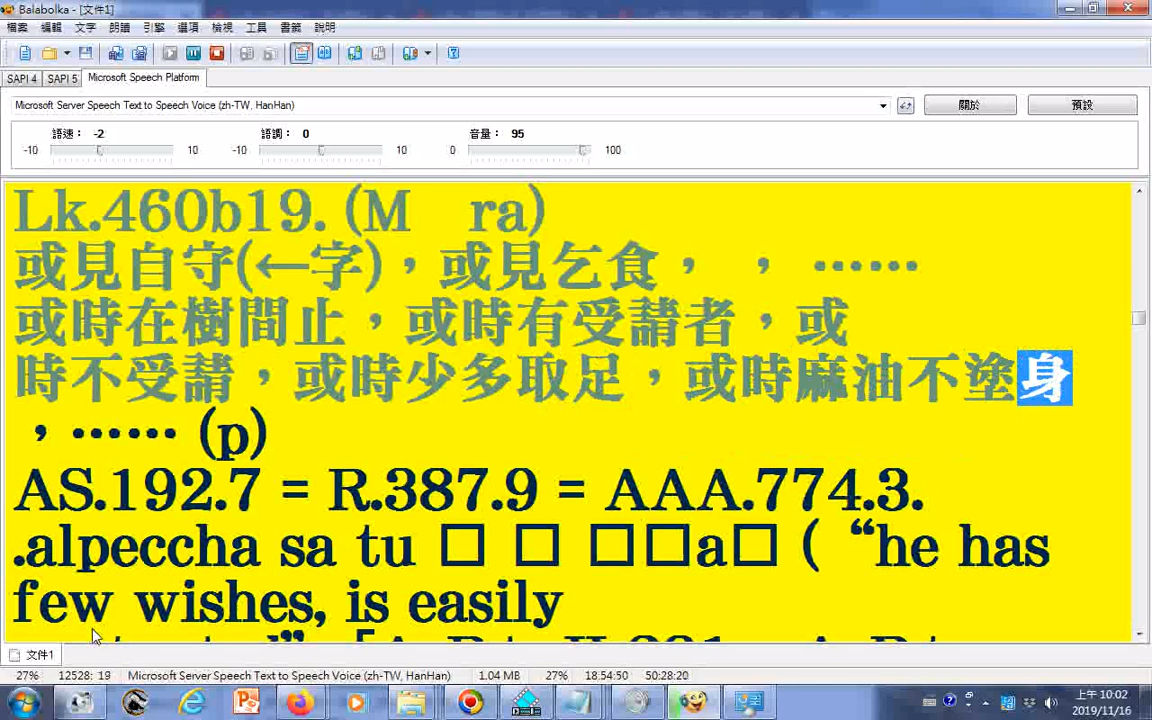 Balabolka - [文件1]
檔案 編輯 文字 朗讀 引擎 選項 檢視 工具 書籤 說明
SAPI 4 SAPI 5 Microsoft Speech Platform
Microsoft Server Speech Text to Speech Voice (zh-TW, HanHan) 關於 預設
語速： -2 語調： 0 音量： 95
-10 10 -10 10 0 100
Lk.460b19. (M ra)
或見自守(←字)，或見乞食， ， ⋯⋯
或時在樹間止，或時有受請者，或
時不受請，或時少多取足，或時麻油不塗身
，⋯⋯ (p)
AS.192.7 = R.387.9 = AAA.774.3.
.alpeccha sa tu □ □ □□a□ ( “he has
few wishes, is easily
文件1
27% 12528: 19 Microsoft Server Speech Text to Speech Voice (zh-TW, HanHan) 1.04 MB 27% 18:54:50 50:28:20
上午 10:02
2019/11/16